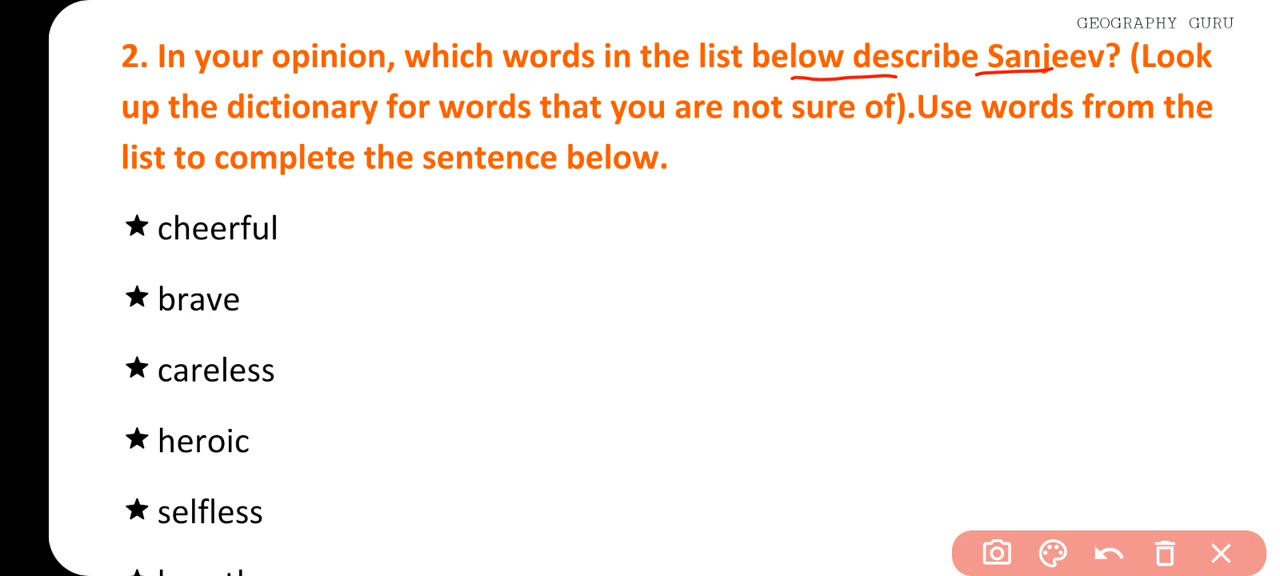 GEOGRAPHY GURU
2. In your opinion, which words in the list below describe Sanjeev? (Look
up the dictionary for words that you are not sure of).Use words from the
list to complete the sentence below.
★ cheerful
★ brave
★ careless
★ heroic
★ selfless